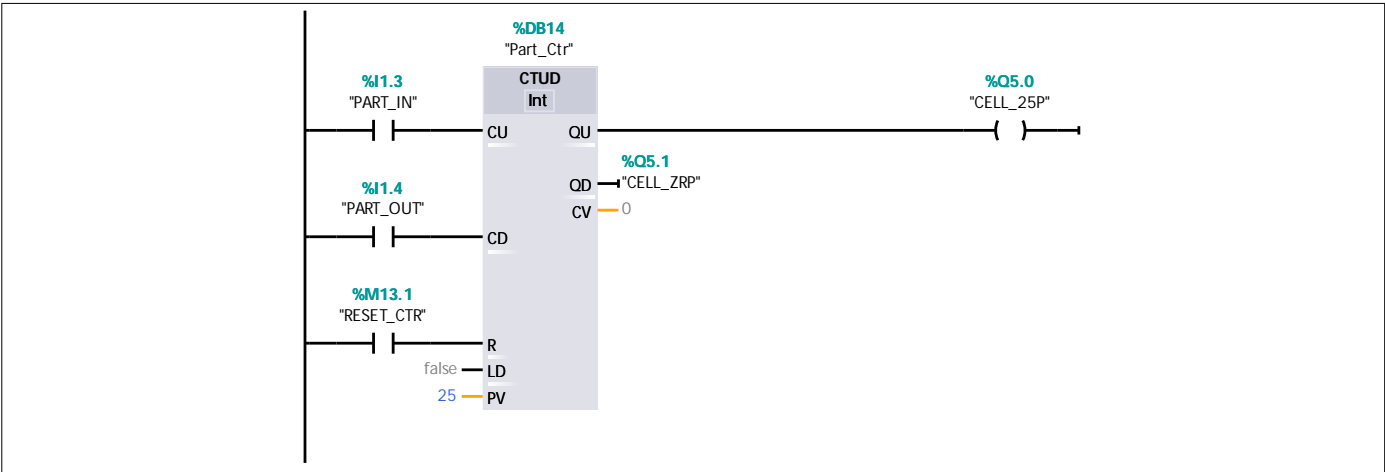 %DB14
"Part_Ctr"
%I1.3
"PART_IN"
CTUD
Int
%Q5.0
"CELL_25P"
CU
QU
%Q5.1
QD
"CELL_ZRP"
CV
0
%I1.4
"PART_OUT"
CD
%M13.1
"RESET_CTR"
R
false
LD
25
PV